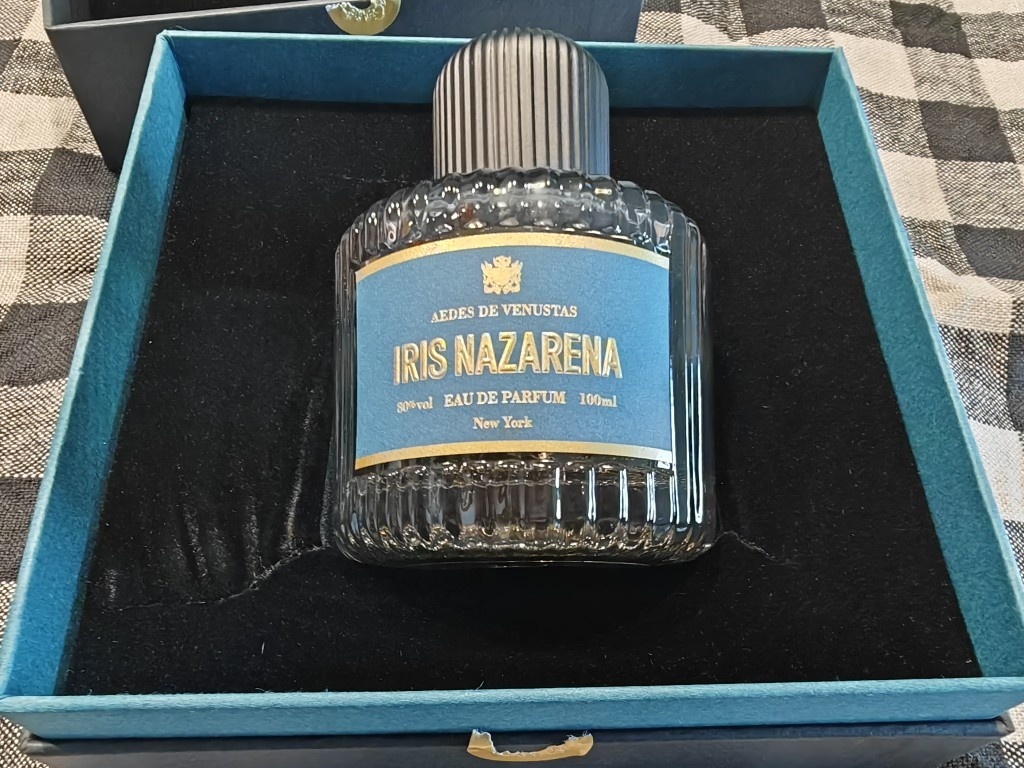 AEDES DE VENUSTAS
IRIS NAZARENA
80%vol EAU DE PARFUM 100ml
New York